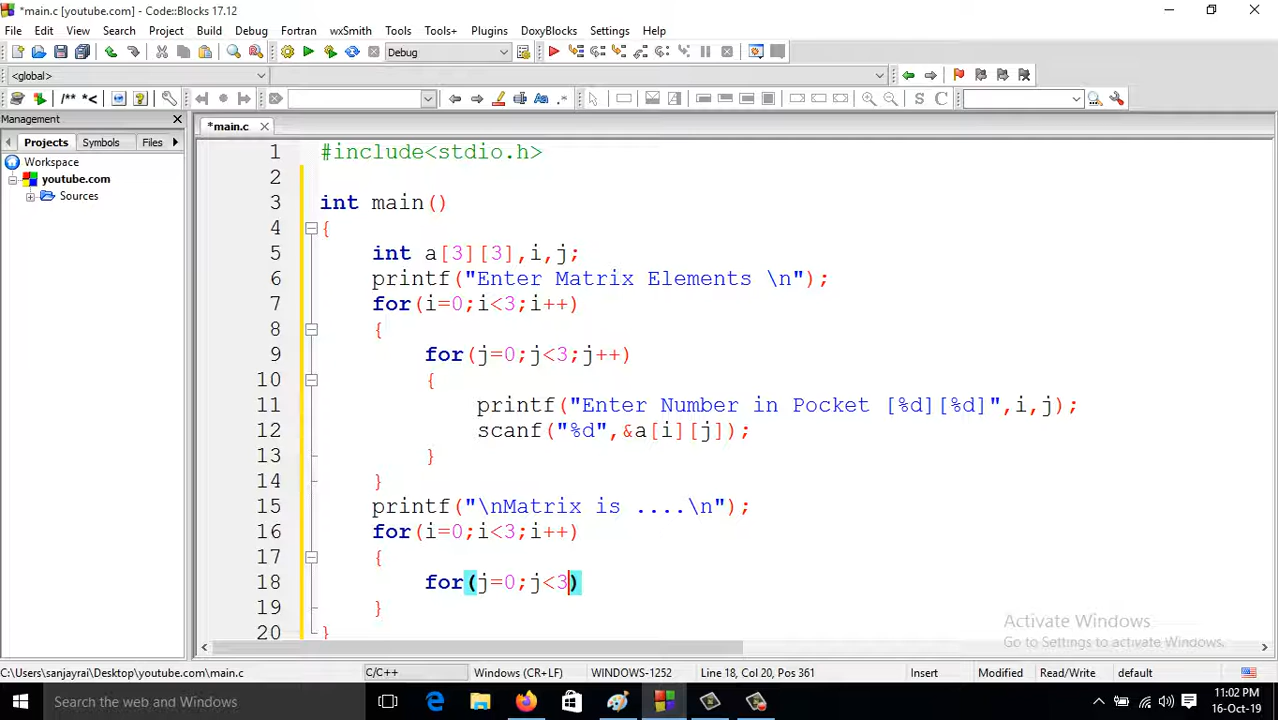 *main.c [youtube.com] - Code::Blocks 17.12
File Edit View Search Project Build Debug Fortran wxSmith Tools Tools+ Plugins DoxyBlocks Settings Help
Debug
<global>
/** *<
Aa .* S C
Management
*main.c
Projects Symbols Files
Workspace
youtube.com
Sources
1 #include<stdio.h>
2
3 int main()
4 {
5 int a[3][3],i,j;
6 printf("Enter Matrix Elements \n");
7 for(i=0;i<3;i++)
8 {
9 for(j=0;j<3;j++)
10 {
11 printf("Enter Number in Pocket [%d][%d]",i,j);
12 scanf("%d",&a[i][j]);
13 }
14 }
15 printf("\nMatrix is ....\n");
16 for(i=0;i<3;i++)
17 {
18 for(j=0;j<3)
19 }
20 }
Activate Windows
Go to Settings to activate Windows.
C:\Users\sanjayrai\Desktop\youtube.com\main.c C/C++ Windows (CR+LF) WINDOWS-1252 Line 18, Col 20, Pos 361 Insert Modified Read/Write default
Search the web and Windows
11:02 PM
16-Oct-19